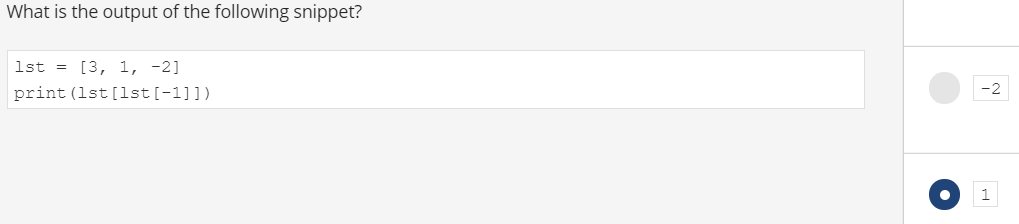 What is the output of the following snippet?
lst = [3, 1, -2]
print(lst[lst[-1]])
-2
1